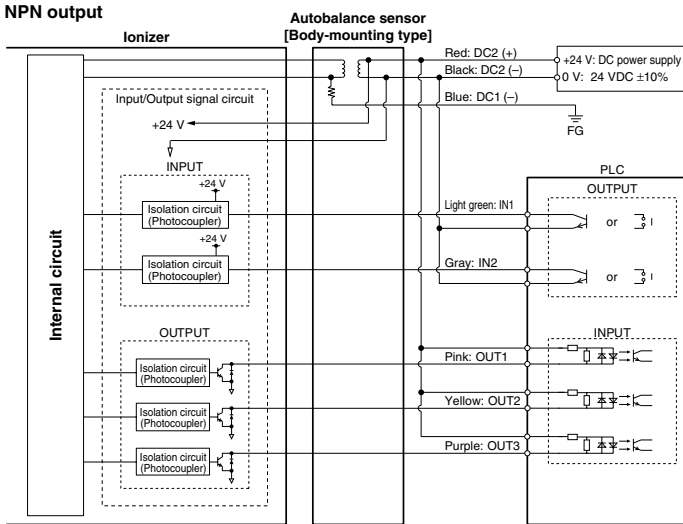 NPN output
Ionizer
Autobalance sensor
[Body-mounting type]
Red: DC2 (+)
+24 V: DC power supply
Black: DC2 (–)
0 V: 24 VDC ±10%
Blue: DC1 (–)
FG
Input/Output signal circuit
+24 V
INPUT
+24 V
Isolation circuit
(Photocoupler)
+24 V
Isolation circuit
(Photocoupler)
Internal circuit
PLC
OUTPUT
Light green: IN1
or
Gray: IN2
or
OUTPUT
INPUT
Isolation circuit
(Photocoupler)
Pink: OUT1
Isolation circuit
(Photocoupler)
Yellow: OUT2
Isolation circuit
(Photocoupler)
Purple: OUT3